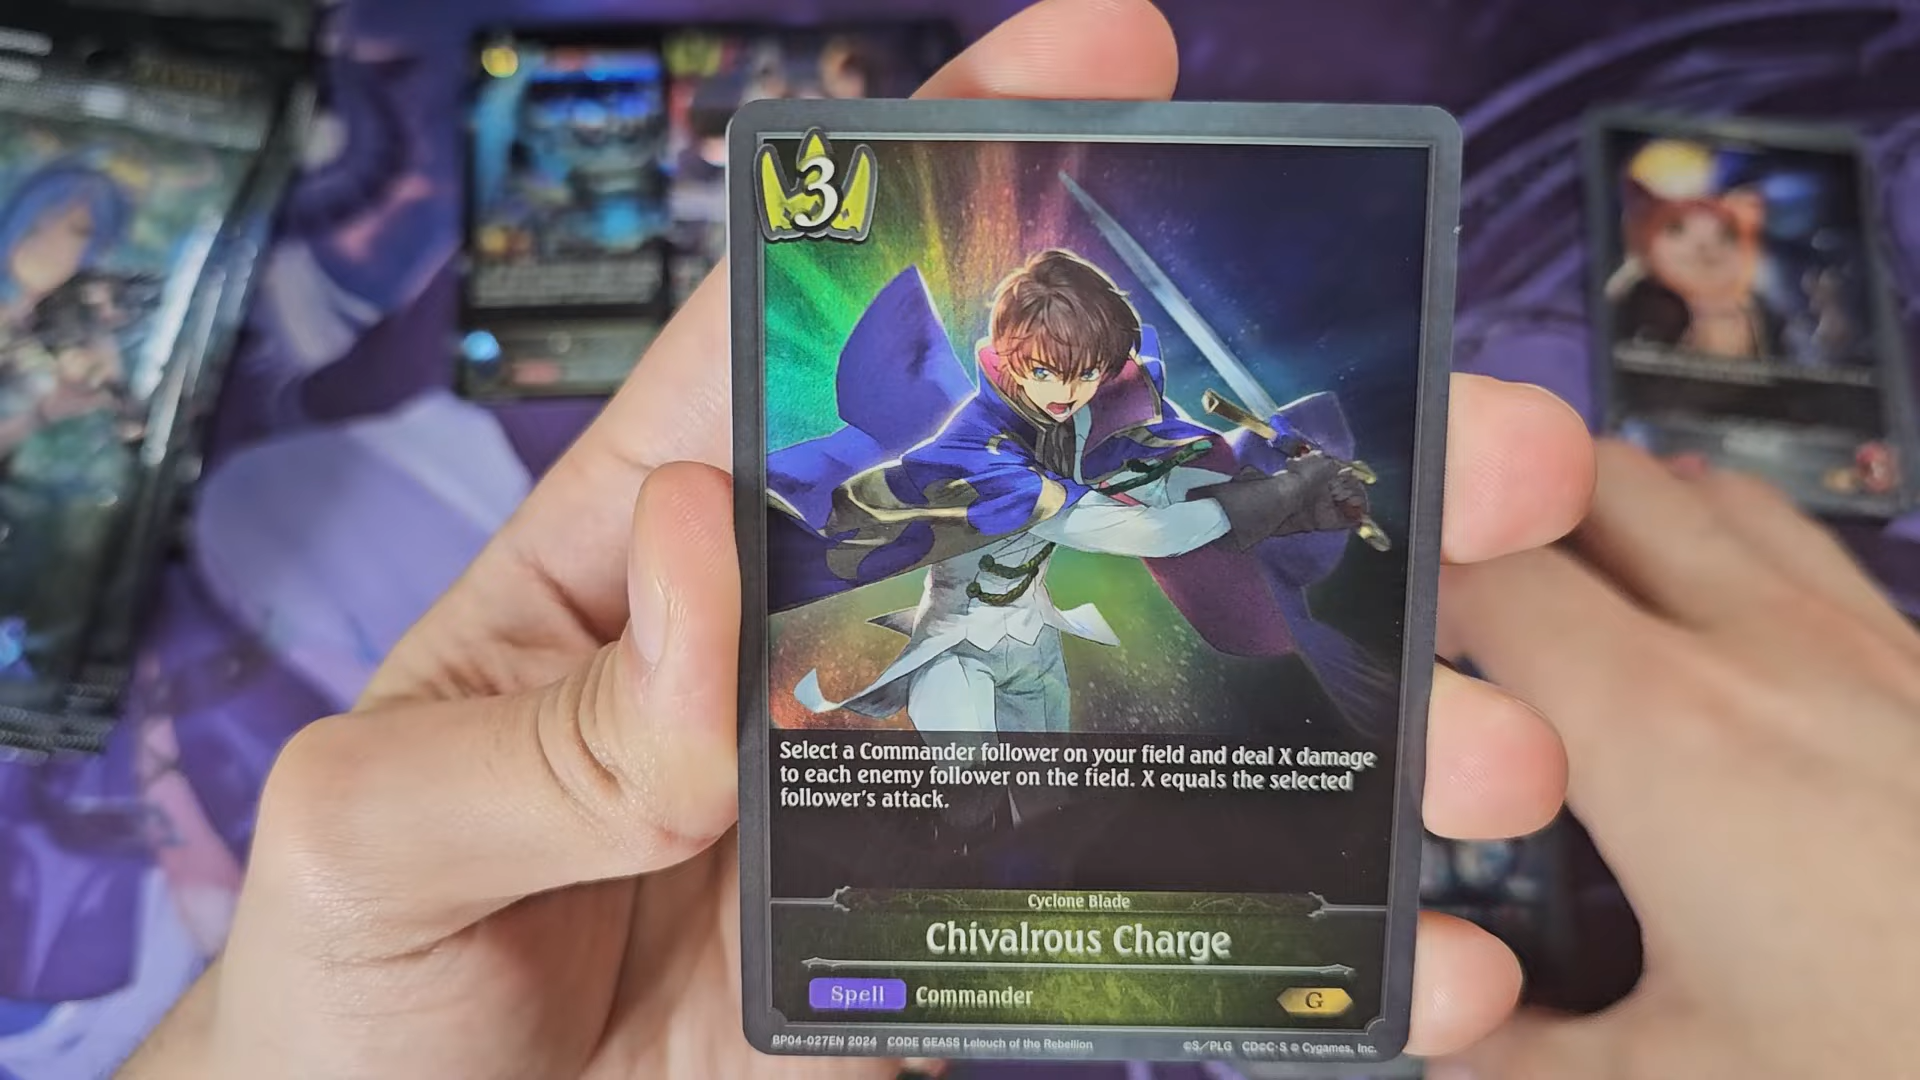 3
Select a Commander follower on your field and deal X damage
to each enemy follower on the field. X equals the selected
follower's attack.
Cyclone Blade
Chivalrous Charge
Spell Commander G
BP04-027EN 2024 CODE GEASS Lelouch of the Rebellion ©S/PLG CD©C·S © Cygames, Inc.